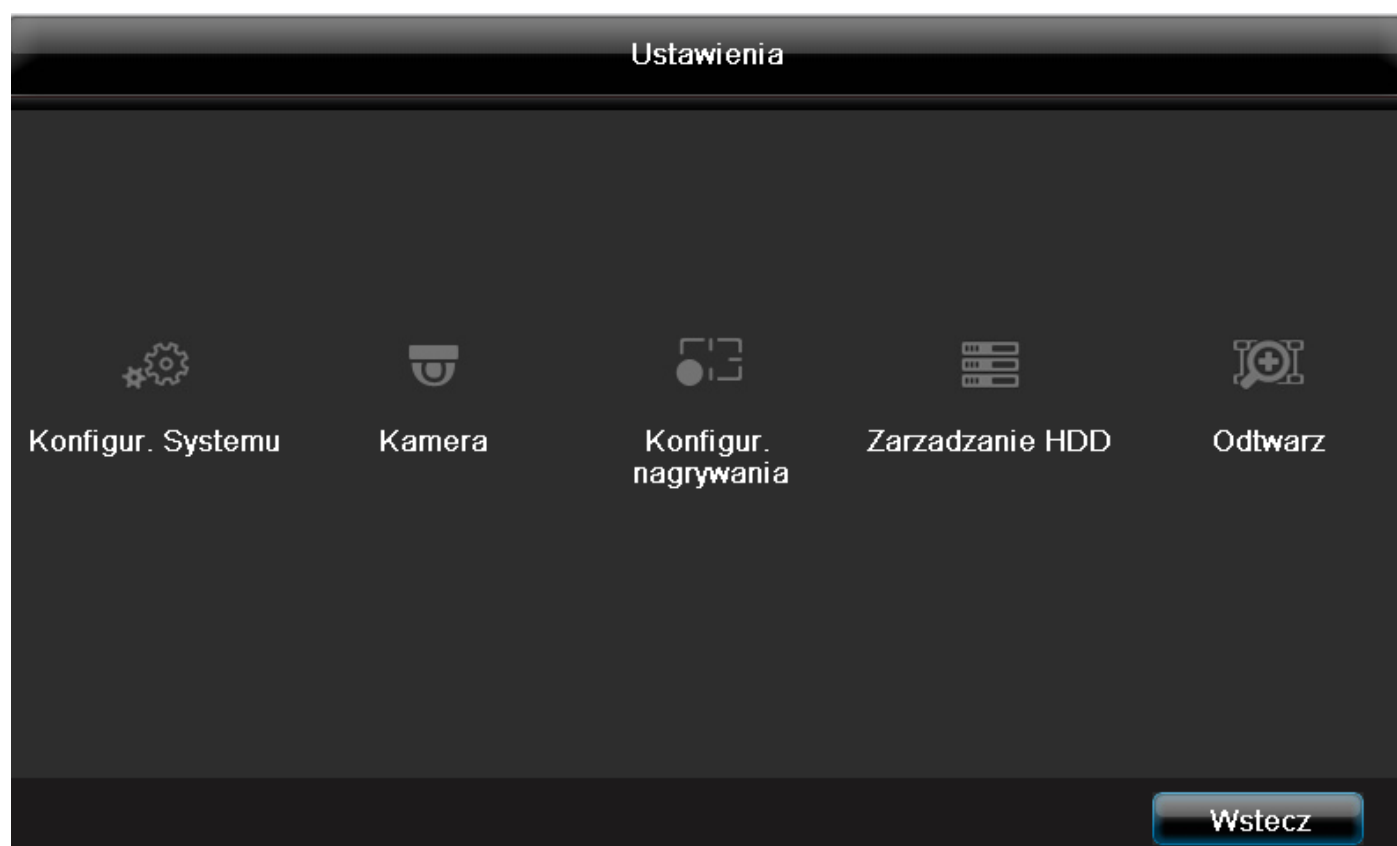 Ustawienia
Konfigur. Systemu
Kamera
Konfigur.
nagrywania
Zarzadzanie HDD
Odtwarz
Wstecz